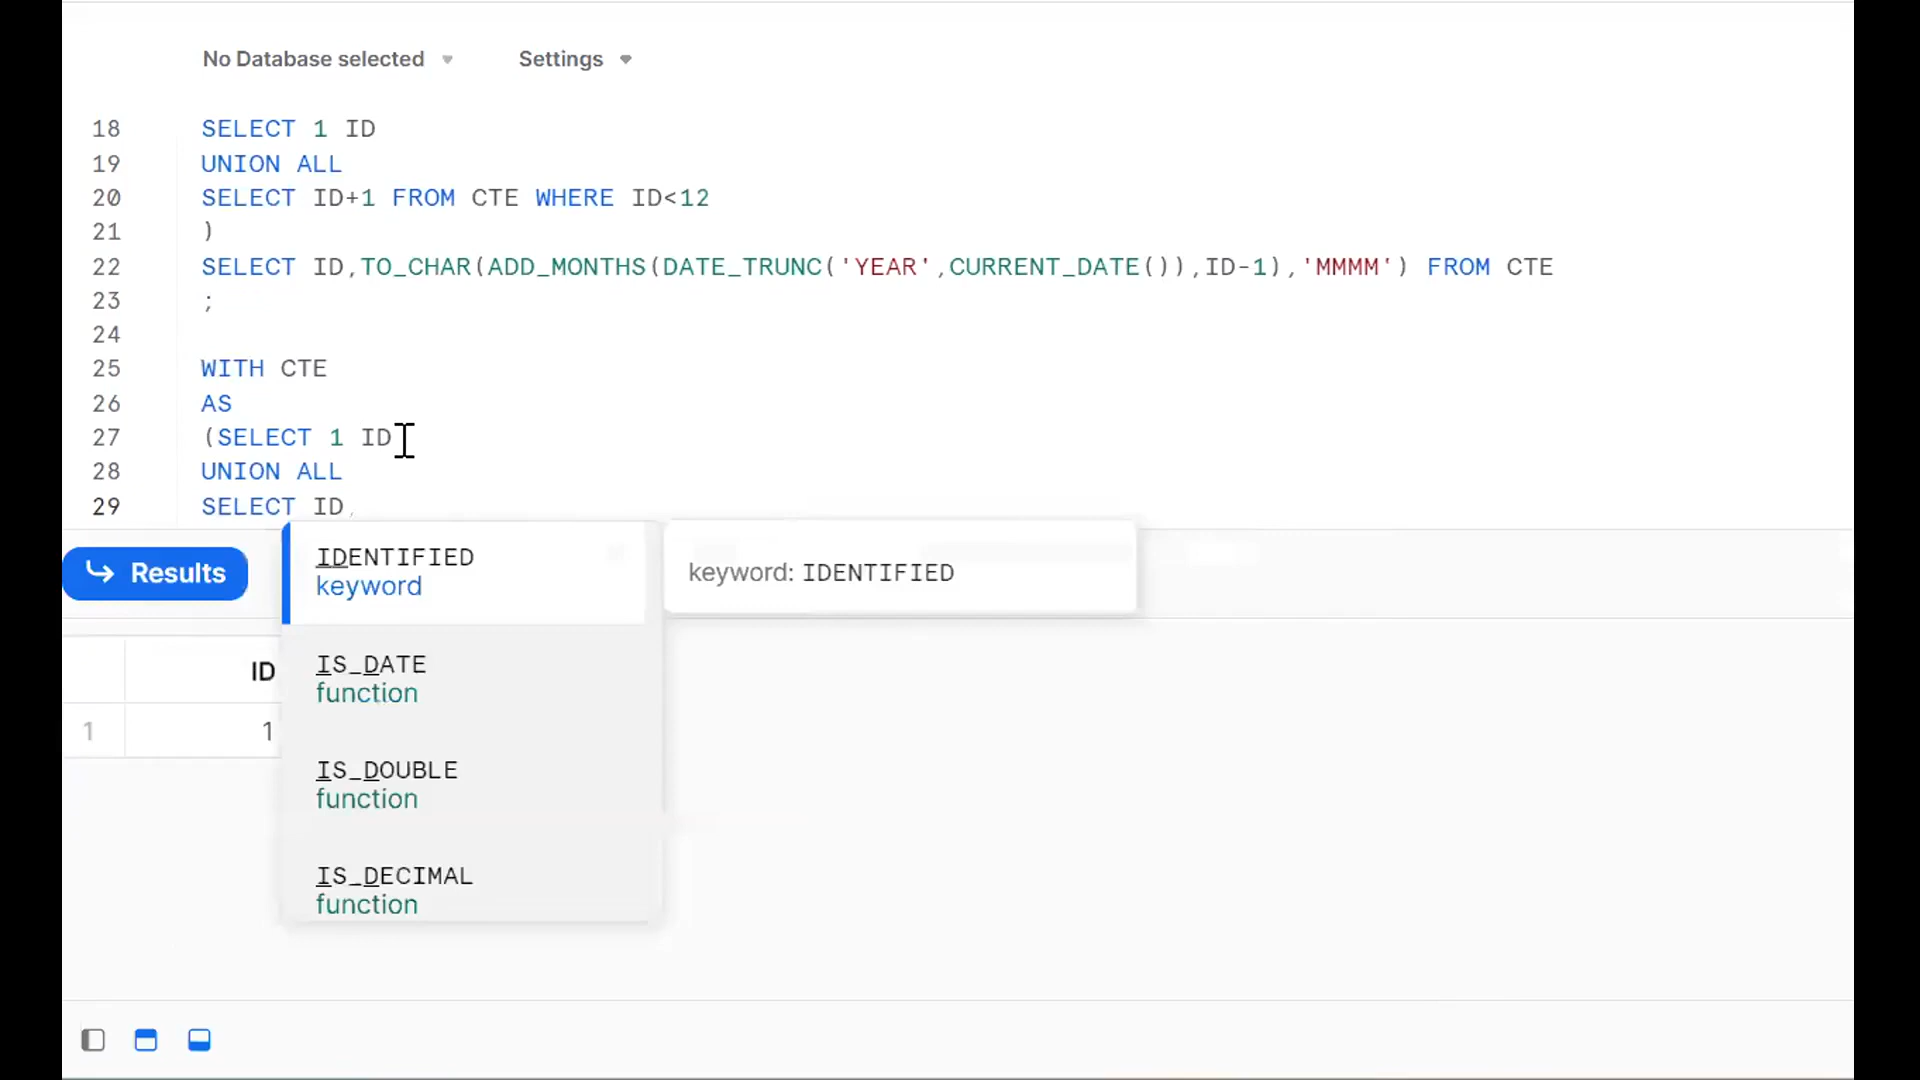 No Database selected
Settings
18 SELECT 1 ID
19 UNION ALL
20 SELECT ID+1 FROM CTE WHERE ID<12
21 )
22 SELECT ID,TO_CHAR(ADD_MONTHS(DATE_TRUNC('YEAR',CURRENT_DATE()),ID-1),'MMMM') FROM CTE
23 ;
24
25 WITH CTE
26 AS
27 (SELECT 1 ID
28 UNION ALL
29 SELECT ID,
Results
IDENTIFIED
keyword
keyword: IDENTIFIED
IS_DATE
function
ID
1 1
IS_DOUBLE
function
IS_DECIMAL
function